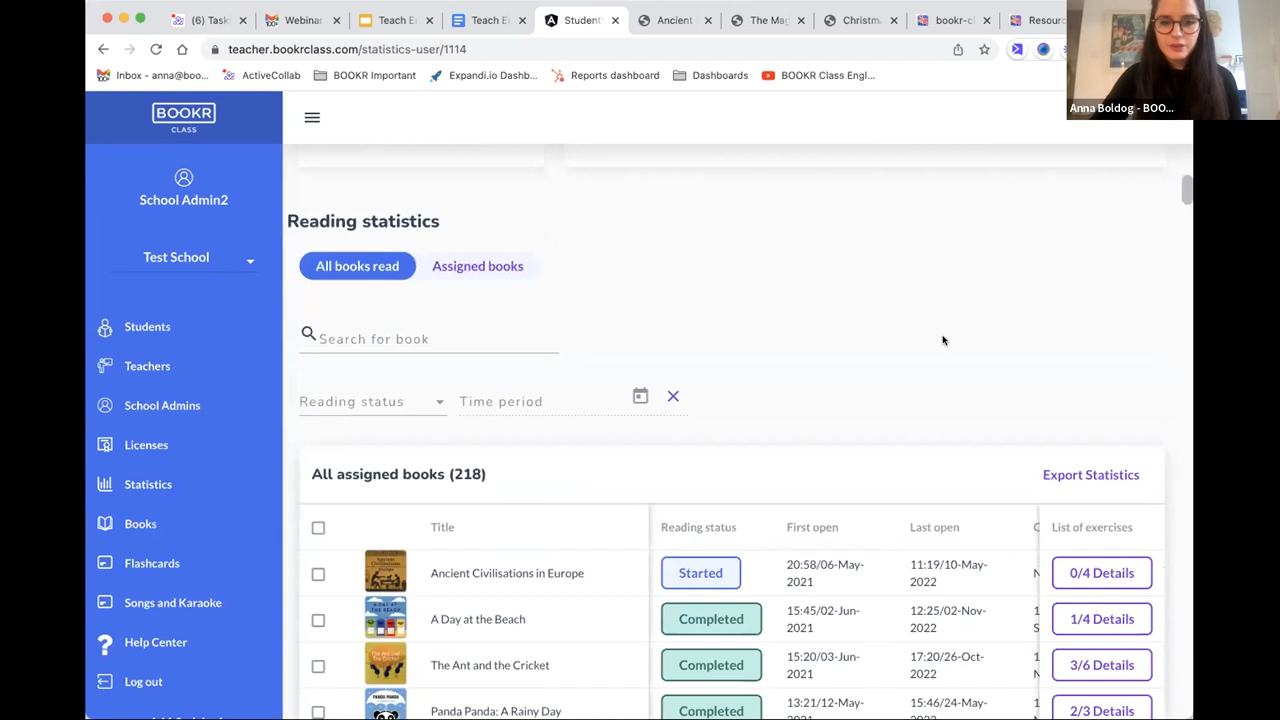 (6) Task
Webinar
Teach E
Teach E
Student
Ancient
The Mag
Christm
bookr-cl
Resourc
teacher.bookrclass.com/statistics-user/1114
Inbox - anna@boo...
ActiveCollab
BOOKR Important
Expandi.io Dashb...
Reports dashboard
Dashboards
BOOKR Class Engl...
Anna Boldog - BOO...
BOOKR
CLASS
School Admin2
Test School
Students
Teachers
School Admins
Licenses
Statistics
Books
Flashcards
Songs and Karaoke
Help Center
Log out
Reading statistics
All books read
Assigned books
Search for book
Reading status
Time period
All assigned books (218)
Export Statistics
Title
Reading status
First open
Last open
List of exercises
Ancient Civilisations in Europe
Started
20:58/06-May-
2021
11:19/10-May-
2022
0/4 Details
A Day at the Beach
Completed
15:45/02-Jun-
2021
12:25/02-Nov-
2022
1/4 Details
The Ant and the Cricket
Completed
15:20/03-Jun-
2021
17:20/26-Oct-
2022
3/6 Details
PANDA PANDA
Panda Panda: A Rainy Day
Completed
13:21/12-May-
15:46/24-May-
2/3 Details